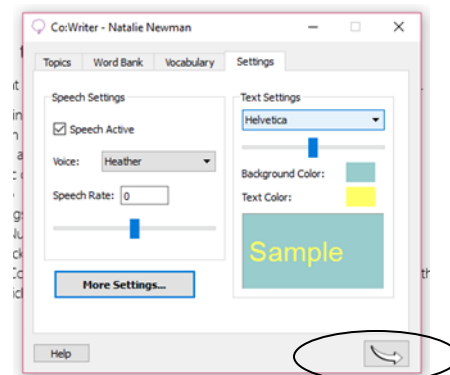 Co:Writer - Natalie Newman
Topics Word Bank Vocabulary Settings
Speech Settings
Speech Active
Voice: Heather
Speech Rate: 0
More Settings...
Text Settings
Helvetica
Background Color:
Text Color:
Sample
Help